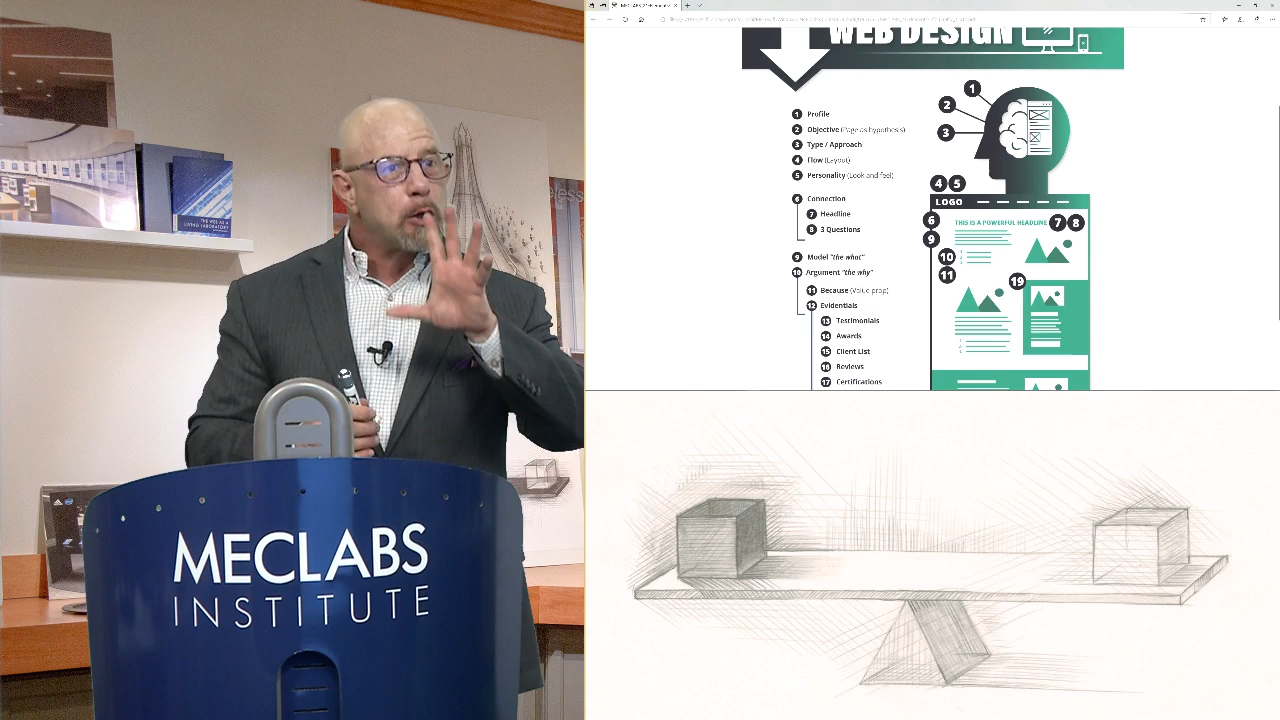 THE WEB AS A
LIVING LABORATORY
MECLABS
INSTITUTE
WEB DESIGN
1 Profile
2 Objective (Page as hypothesis)
3 Type / Approach
4 Flow (Layout)
5 Personality (Look and feel)
6 Connection
7 Headline
8 3 Questions
9 Model "the what"
10 Argument "the why"
11 Because (Value prop)
12 Evidentials
13 Testimonials
14 Awards
15 Client List
16 Reviews
17 Certifications
1
2
3
4 5
LOGO
6
THIS IS A POWERFUL HEADLINE 7 8
9
10
11
19